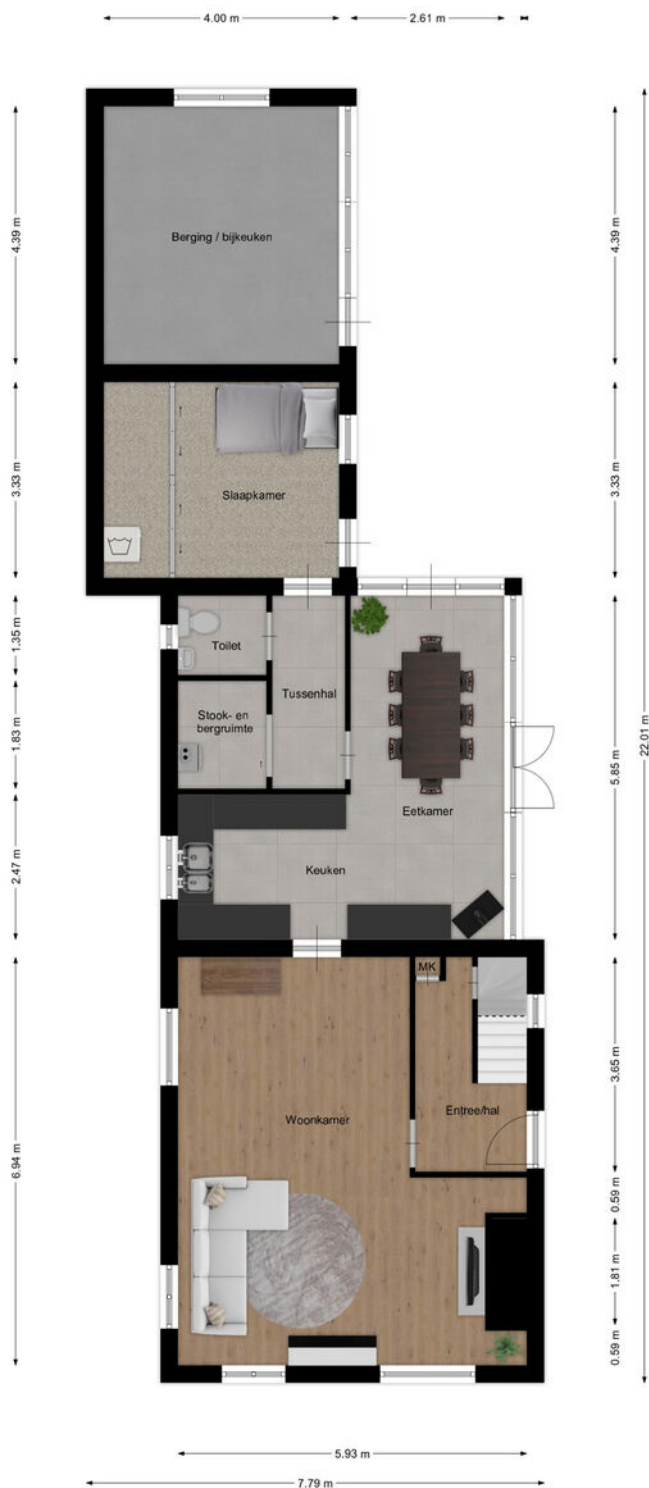 4.00 m
2.61 m
4.39 m
4.39 m
Berging / bijkeuken
3.33 m
3.33 m
Slaapkamer
22.01 m
1.35 m
Toilet
Tussenhal
1.83 m
Stook- en
bergruimte
5.85 m
Eetkamer
2.47 m
Keuken
MK
3.65 m
Entree/hal
Woonkamer
6.94 m
0.59 m
1.81 m
0.59 m
5.93 m
7.79 m